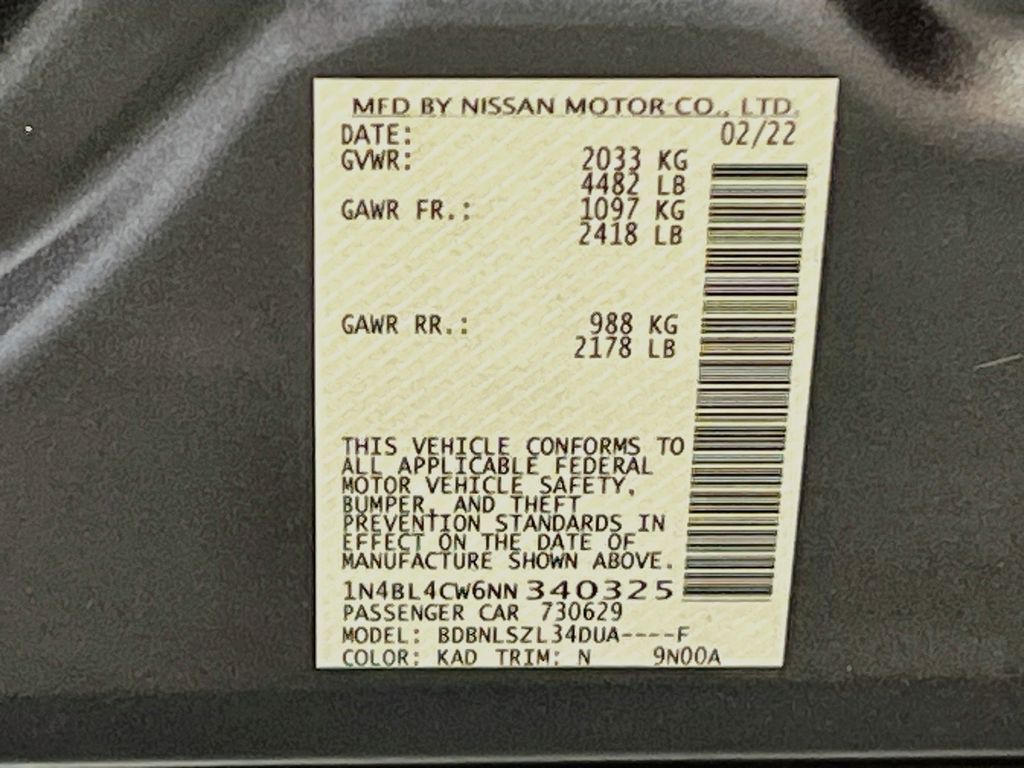 MFD BY NISSAN MOTOR CO., LTD.
DATE: 02/22
GVWR: 2033 KG
4482 LB
GAWR FR.: 1097 KG
2418 LB
GAWR RR.: 988 KG
2178 LB
THIS VEHICLE CONFORMS TO
ALL APPLICABLE FEDERAL
MOTOR VEHICLE SAFETY,
BUMPER, AND THEFT
PREVENTION STANDARDS IN
EFFECT ON THE DATE OF
MANUFACTURE SHOWN ABOVE.
1N4BL4CW6NN340325
PASSENGER CAR 730629
MODEL: BDBNLSZL34DUA----F
COLOR: KAD TRIM: N 9N00A